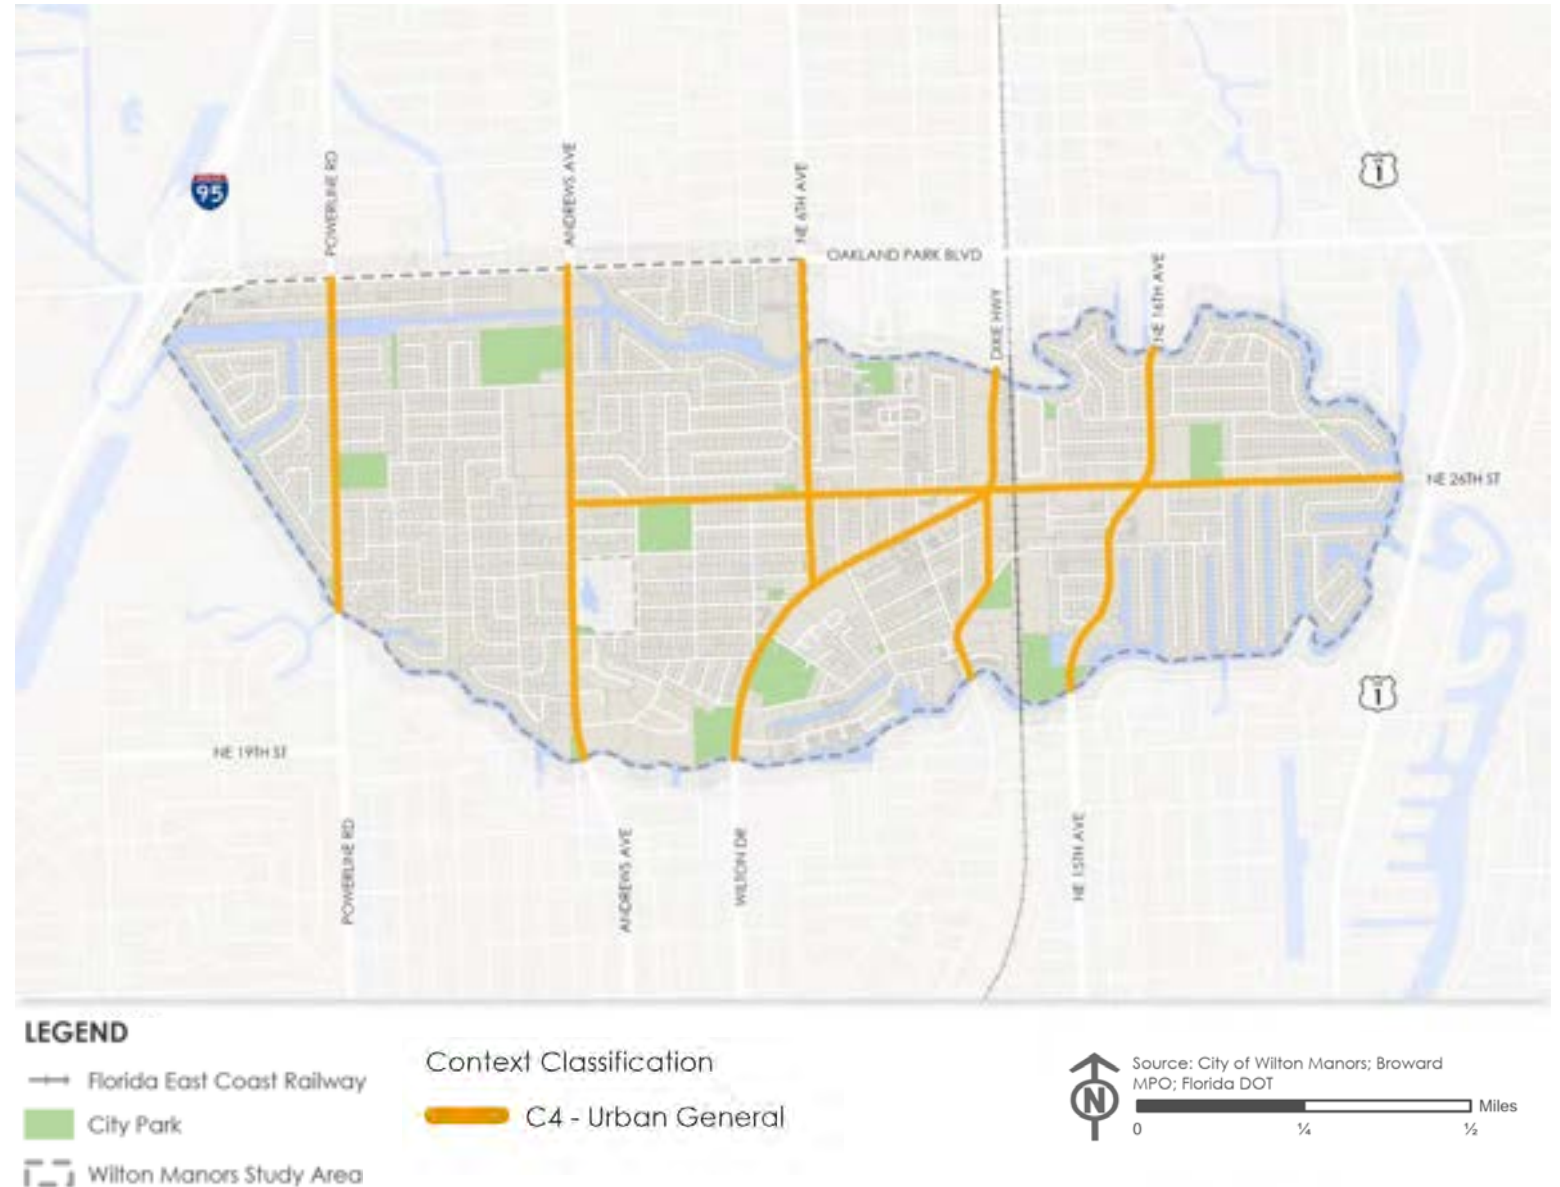 POWERLINE RD
ANDREWS AVE
NE 6TH AVE
1
95
OAKLAND PARK BLVD
NE 16TH AVE
DIXIE HWY
NE 26TH ST
1
NE 19TH ST
POWERLINE RD
ANDREWS AVE
WILTON DR
NE 15TH AVE
LEGEND
Florida East Coast Railway
City Park
Wilton Manors Study Area
Context Classification
C4 - Urban General
N
Source: City of Wilton Manors; Broward
MPO; Florida DOT
Miles
0 ¼ ½